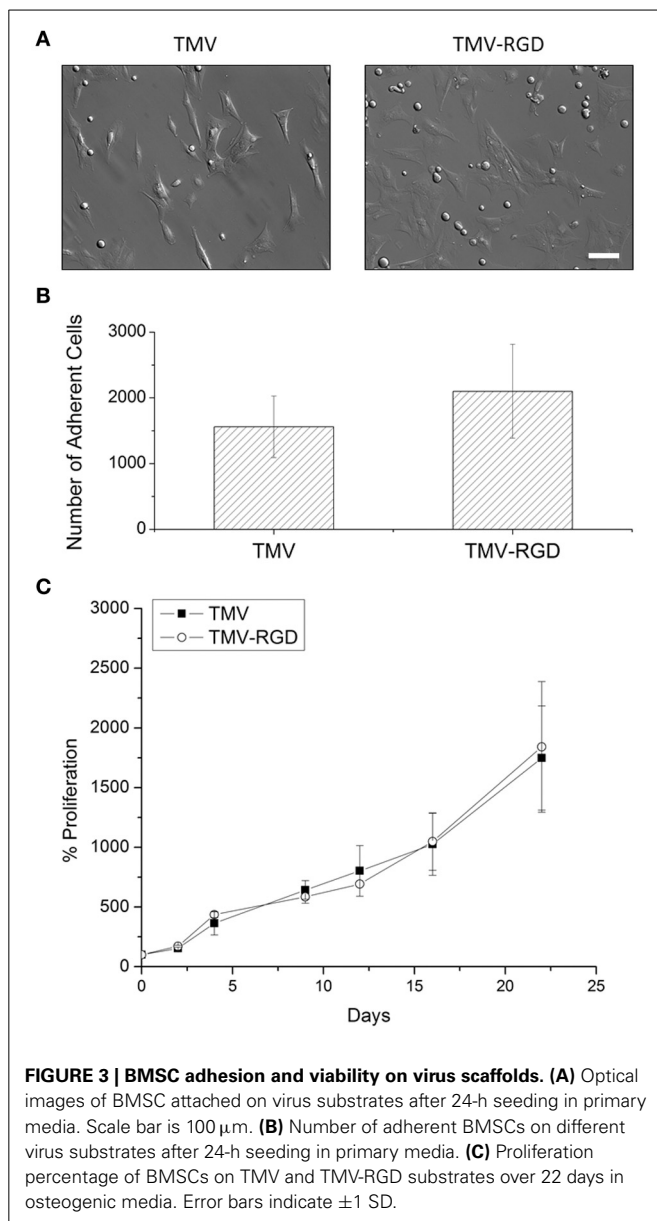 A
TMV
TMV-RGD
B
3000
2000
1000
0
Number of Adherent Cells
TMV
TMV-RGD
C
TMV
TMV-RGD
3000
2500
2000
1500
1000
500
0
% Proliferation
0
5
10
15
20
25
Days
FIGURE 3 | BMSC adhesion and viability on virus scaffolds. (A) Optical
images of BMSC attached on virus substrates after 24-h seeding in primary
media. Scale bar is 100 μm. (B) Number of adherent BMSCs on different
virus substrates after 24-h seeding in primary media. (C) Proliferation
percentage of BMSCs on TMV and TMV-RGD substrates over 22 days in
osteogenic media. Error bars indicate ±1 SD.